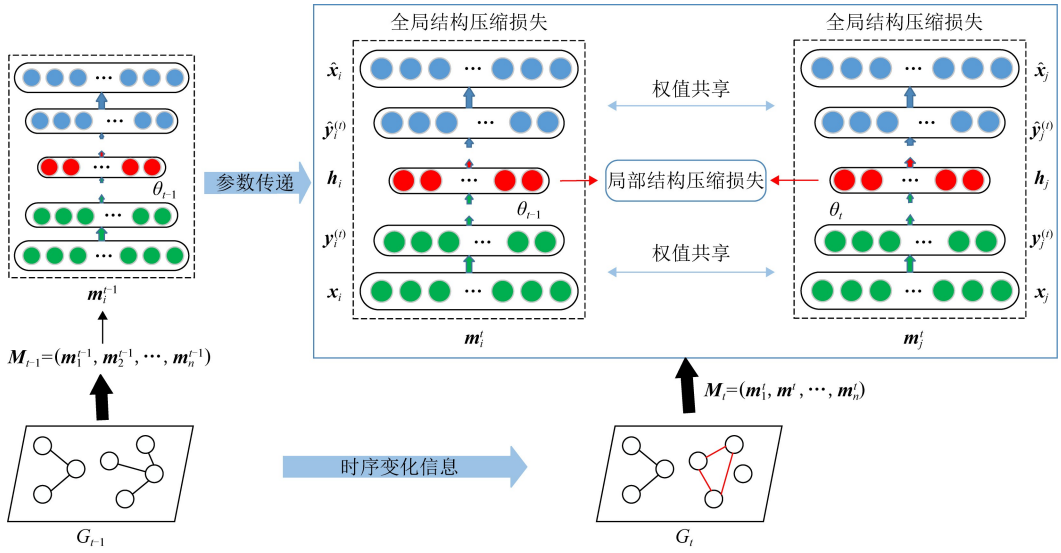 全局结构压缩损失
全局结构压缩损失
x̂ᵢ
x̂ⱼ
权值共享
ŷᵢ⁽ᵗ⁾
ŷⱼ⁽ᵗ⁾
θₜ₋₁
参数传递
hᵢ
局部结构压缩损失
hⱼ
θₜ₋₁
θₜ
yᵢ⁽ᵗ⁾
权值共享
yⱼ⁽ᵗ⁾
xᵢ
xⱼ
mᵢᵗ⁻¹
mᵢᵗ
mⱼᵗ
Mₜ₋₁=(m₁ᵗ⁻¹, m₂ᵗ⁻¹, ⋯, mₙᵗ⁻¹)
Mₜ=(m₁ᵗ, mᵗ, ⋯, mₙᵗ)
时序变化信息
Gₜ₋₁
Gₜ